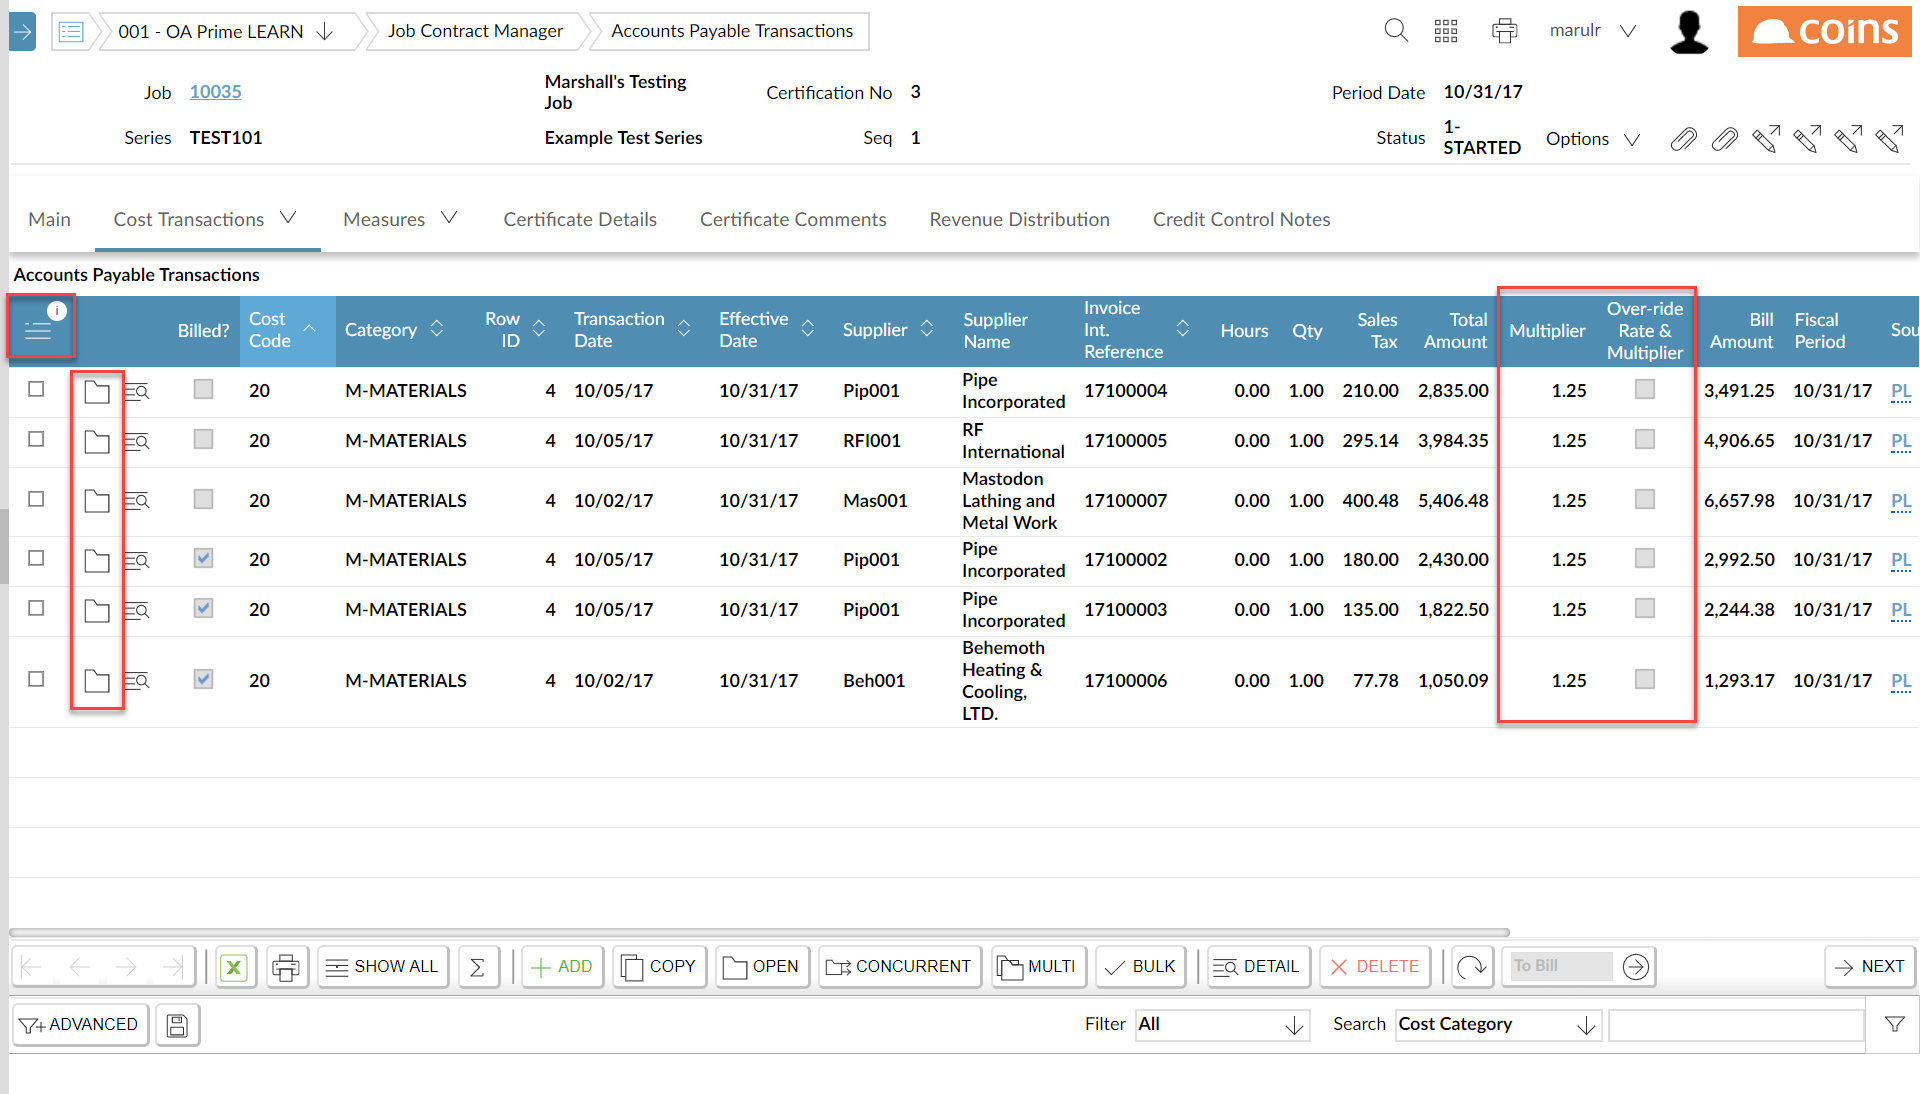 001 - OA Prime LEARN
Job Contract Manager
Accounts Payable Transactions
marulr
coins
Job 10035 Marshall's Testing Job Certification No 3 Period Date 10/31/17
Series TEST101 Example Test Series Seq 1 Status 1-STARTED Options
Main Cost Transactions Measures Certificate Details Certificate Comments Revenue Distribution Credit Control Notes
Accounts Payable Transactions
i Billed? Cost Code Category Row ID Transaction Date Effective Date Supplier Supplier Name Invoice Int. Reference Hours Qty Sales Tax Total Amount Multiplier Over-ride Rate & Multiplier Bill Amount Fiscal Period Sou
20 M-MATERIALS 4 10/05/17 10/31/17 Pip001 Pipe Incorporated 17100004 0.00 1.00 210.00 2,835.00 1.25 3,491.25 10/31/17 PL
20 M-MATERIALS 4 10/05/17 10/31/17 RFI001 RF International 17100005 0.00 1.00 295.14 3,984.35 1.25 4,906.65 10/31/17 PL
20 M-MATERIALS 4 10/02/17 10/31/17 Mas001 Mastodon Lathing and Metal Work 17100007 0.00 1.00 400.48 5,406.48 1.25 6,657.98 10/31/17 PL
20 M-MATERIALS 4 10/05/17 10/31/17 Pip001 Pipe Incorporated 17100002 0.00 1.00 180.00 2,430.00 1.25 2,992.50 10/31/17 PL
20 M-MATERIALS 4 10/05/17 10/31/17 Pip001 Pipe Incorporated 17100003 0.00 1.00 135.00 1,822.50 1.25 2,244.38 10/31/17 PL
20 M-MATERIALS 4 10/02/17 10/31/17 Beh001 Behemoth Heating & Cooling, LTD. 17100006 0.00 1.00 77.78 1,050.09 1.25 1,293.17 10/31/17 PL
X SHOW ALL Σ ADD COPY OPEN CONCURRENT MULTI BULK DETAIL DELETE To Bill NEXT
ADVANCED Filter All Search Cost Category